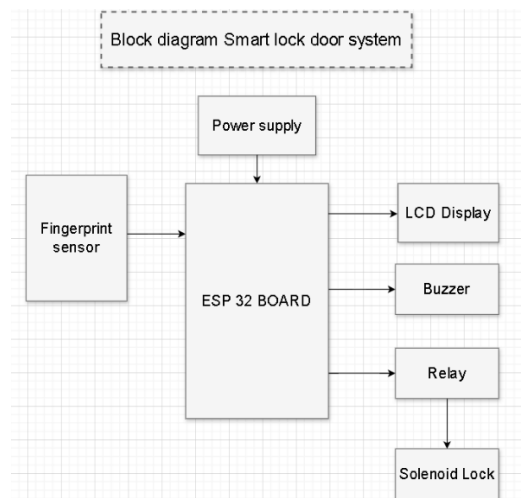 Block diagram Smart lock door system
Power supply
Fingerprint
sensor
ESP 32 BOARD
LCD Display
Buzzer
Relay
Solenoid Lock